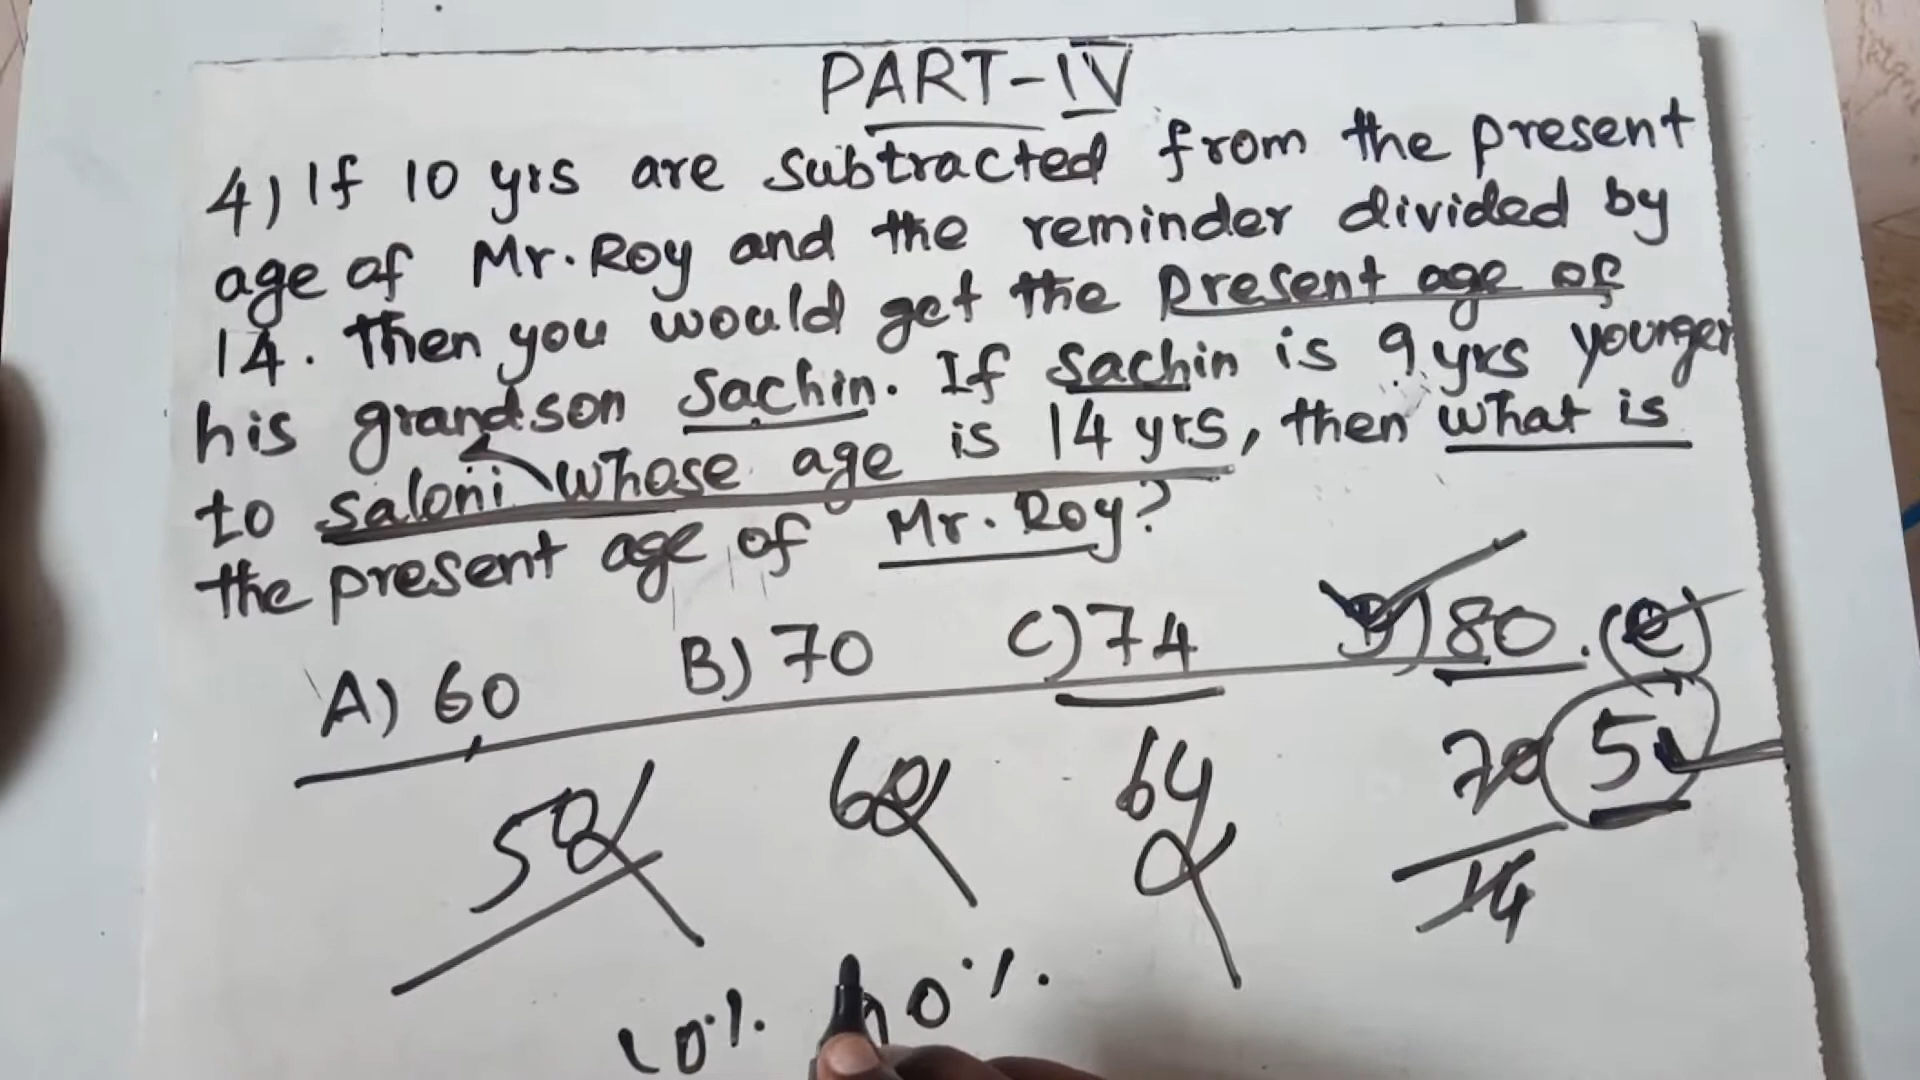 PART-IV
4) If 10 yrs are subtracted from the present
age of Mr. Roy and the reminder divided by
14. Then you would get the present age of
his grandson Sachin. If Sachin is 9 yrs younger
to saloni whose age is 14 yrs, then what is
the present age of Mr. Roy?
A) 60 B) 70 C) 74 D) 80. (e)
50 60 64 70 5
14
10%. 0%.